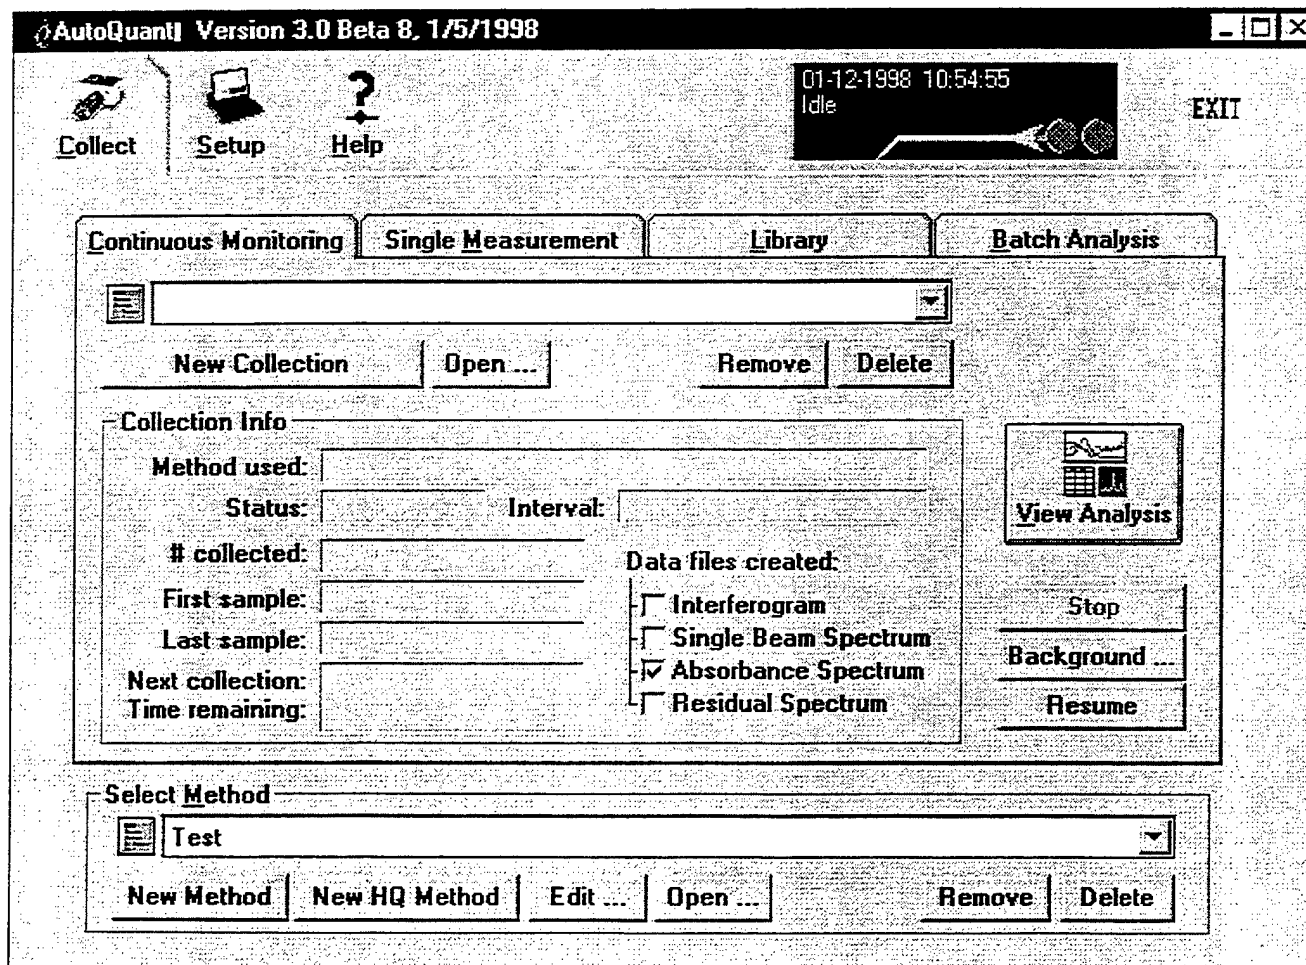 AutoQuant Version 3.0 Beta 8, 1/5/1998
Collect
Setup
Help
01-12-1998 10:54:55
Idle
EXIT
Continuous Monitoring
Single Measurement
Library
Batch Analysis
New Collection
Open ...
Remove
Delete
Collection Info
Method used:
Status:
Interval:
# collected:
First sample:
Last sample:
Next collection:
Time remaining:
Data files created:
Interferogram
Single Beam Spectrum
Absorbance Spectrum
Residual Spectrum
View Analysis
Stop
Background ...
Resume
Select Method
Test
New Method
New HQ Method
Edit ...
Open ...
Remove
Delete